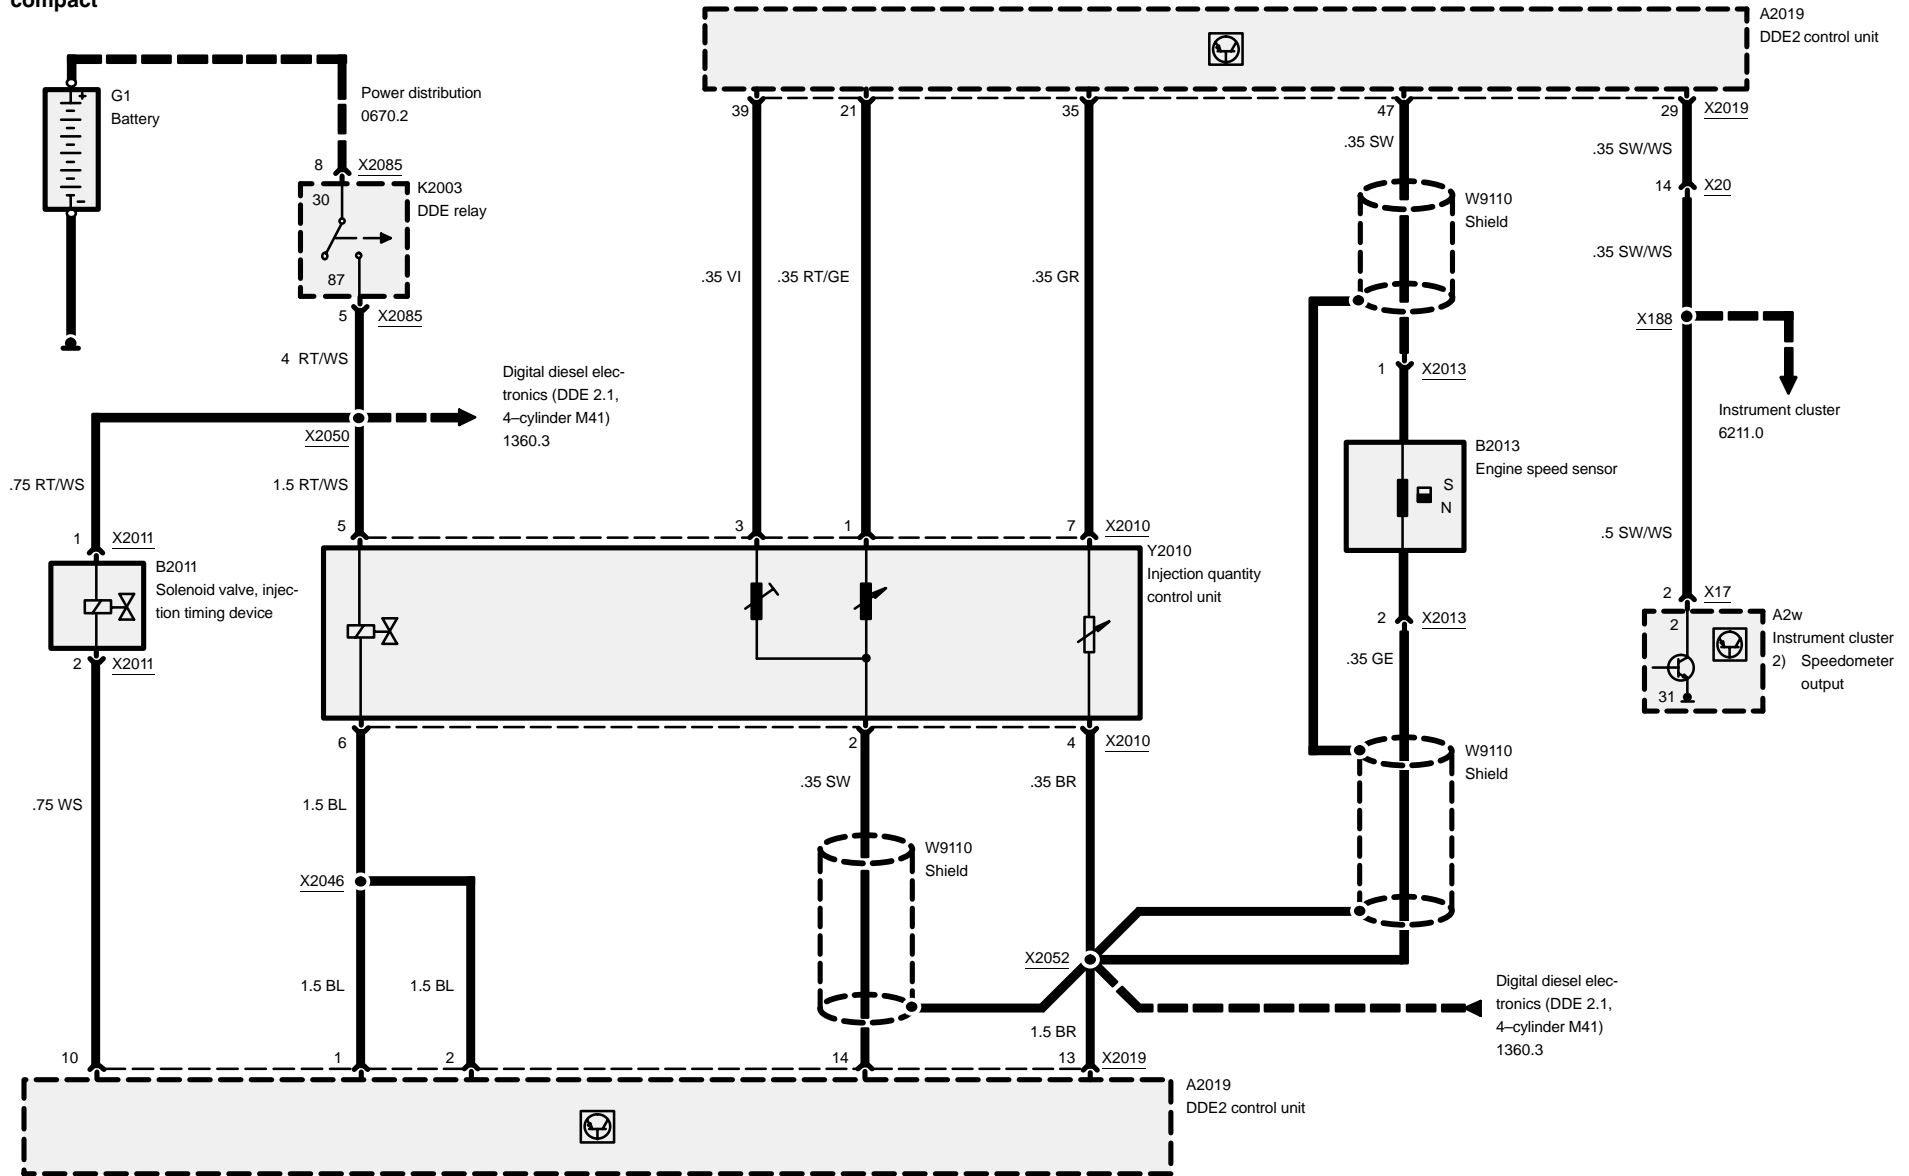 compact
A2019
DDE2 control unit
G1
Battery
+
-
Power distribution
0670.2
8 X2085
K2003
DDE relay
30
87
5 X2085
4 RT/WS
Digital diesel elec-
tronics (DDE 2.1,
4–cylinder M41)
1360.3
X2050
.75 RT/WS
1.5 RT/WS
39 21 35 47 29 X2019
.35 SW
.35 SW/WS
14 X20
W9110
Shield
.35 VI
.35 RT/GE
.35 GR
.35 SW/WS
X188
1 X2013
Instrument cluster
6211.0
B2013
Engine speed sensor
S
N
.5 SW/WS
1 X2011
5 3 1 7 X2010
B2011
Solenoid valve, injec-
tion timing device
Y2010
Injection quantity
control unit
2 X2013
2 X17
A2w
Instrument cluster
2) Speedometer
output
2
31
.35 GE
2 X2011
6 2 4 X2010
W9110
Shield
.75 WS
1.5 BL
.35 SW
.35 BR
W9110
Shield
X2046
X2052
1.5 BL
1.5 BL
1.5 BR
Digital diesel elec-
tronics (DDE 2.1,
4–cylinder M41)
1360.3
10 1 2 14 13 X2019
A2019
DDE2 control unit